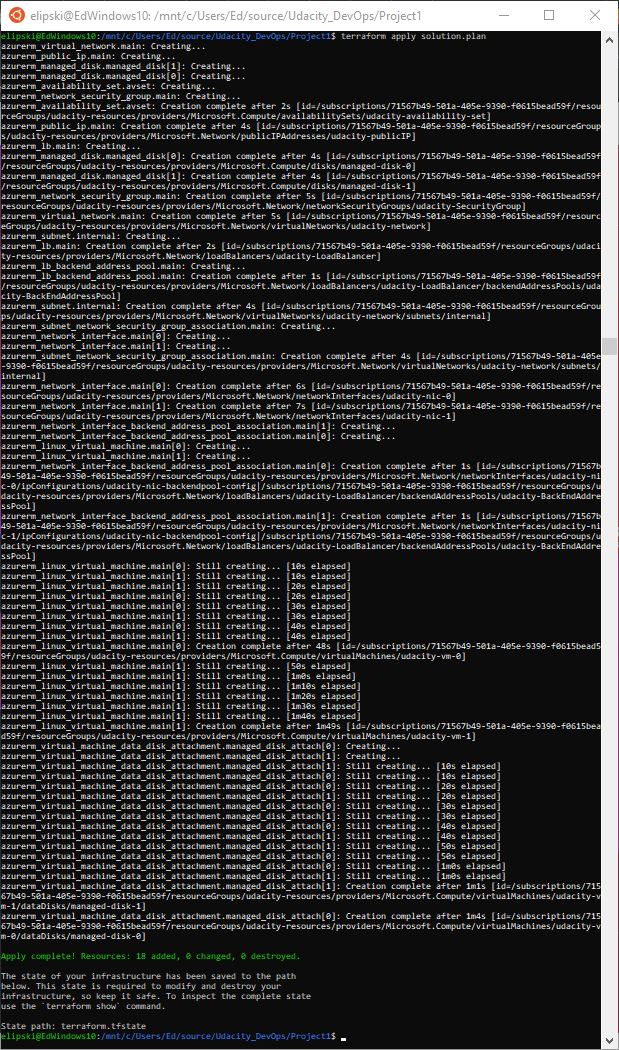 elipski@EdWindows10: /mnt/c/Users/Ed/source/Udacity_DevOps/Project1
elipski@EdWindows10:/mnt/c/Users/Ed/source/Udacity_DevOps/Project1$ terraform apply solution.plan
azurerm_virtual_network.main: Creating...
azurerm_public_ip.main: Creating...
azurerm_managed_disk.managed_disk[1]: Creating...
azurerm_managed_disk.managed_disk[0]: Creating...
azurerm_availability_set.avset: Creating...
azurerm_network_security_group.main: Creating...
azurerm_availability_set.avset: Creation complete after 2s [id=/subscriptions/71567b49-501a-405e-9390-f0615bead59f/resou
rceGroups/udacity-resources/providers/Microsoft.Compute/availabilitySets/udacity-availability-set]
azurerm_public_ip.main: Creation complete after 4s [id=/subscriptions/71567b49-501a-405e-9390-f0615bead59f/resourceGroup
s/udacity-resources/providers/Microsoft.Network/publicIPAddresses/udacity-publicIP]
azurerm_lb.main: Creating...
azurerm_managed_disk.managed_disk[0]: Creation complete after 4s [id=/subscriptions/71567b49-501a-405e-9390-f0615bead59f
/resourceGroups/udacity-resources/providers/Microsoft.Compute/disks/managed-disk-0]
azurerm_managed_disk.managed_disk[1]: Creation complete after 4s [id=/subscriptions/71567b49-501a-405e-9390-f0615bead59f
/resourceGroups/udacity-resources/providers/Microsoft.Compute/disks/managed-disk-1]
azurerm_network_security_group.main: Creation complete after 5s [id=/subscriptions/71567b49-501a-405e-9390-f0615bead59f/
resourceGroups/udacity-resources/providers/Microsoft.Network/networkSecurityGroups/udacity-SecurityGroup]
azurerm_virtual_network.main: Creation complete after 5s [id=/subscriptions/71567b49-501a-405e-9390-f0615bead59f/resourc
eGroups/udacity-resources/providers/Microsoft.Network/virtualNetworks/udacity-network]
azurerm_subnet.internal: Creating...
azurerm_lb.main: Creation complete after 2s [id=/subscriptions/71567b49-501a-405e-9390-f0615bead59f/resourceGroups/udaci
ty-resources/providers/Microsoft.Network/loadBalancers/udacity-LoadBalancer]
azurerm_lb_backend_address_pool.main: Creating...
azurerm_lb_backend_address_pool.main: Creation complete after 1s [id=/subscriptions/71567b49-501a-405e-9390-f0615bead59f
/resourceGroups/udacity-resources/providers/Microsoft.Network/loadBalancers/udacity-LoadBalancer/backendAddressPools/uda
city-BackEndAddressPool]
azurerm_subnet.internal: Creation complete after 4s [id=/subscriptions/71567b49-501a-405e-9390-f0615bead59f/resourceGrou
ps/udacity-resources/providers/Microsoft.Network/virtualNetworks/udacity-network/subnets/internal]
azurerm_subnet_network_security_group_association.main: Creating...
azurerm_network_interface.main[0]: Creating...
azurerm_network_interface.main[1]: Creating...
azurerm_subnet_network_security_group_association.main: Creation complete after 4s [id=/subscriptions/71567b49-501a-405e
-9390-f0615bead59f/resourceGroups/udacity-resources/providers/Microsoft.Network/virtualNetworks/udacity-network/subnets/
internal]
azurerm_network_interface.main[0]: Creation complete after 6s [id=/subscriptions/71567b49-501a-405e-9390-f0615bead59f/re
sourceGroups/udacity-resources/providers/Microsoft.Network/networkInterfaces/udacity-nic-0]
azurerm_network_interface.main[1]: Creation complete after 7s [id=/subscriptions/71567b49-501a-405e-9390-f0615bead59f/re
sourceGroups/udacity-resources/providers/Microsoft.Network/networkInterfaces/udacity-nic-1]
azurerm_network_interface_backend_address_pool_association.main[1]: Creating...
azurerm_network_interface_backend_address_pool_association.main[0]: Creating...
azurerm_linux_virtual_machine.main[0]: Creating...
azurerm_linux_virtual_machine.main[1]: Creating...
azurerm_network_interface_backend_address_pool_association.main[0]: Creation complete after 1s [id=/subscriptions/71567b
49-501a-405e-9390-f0615bead59f/resourceGroups/udacity-resources/providers/Microsoft.Network/networkInterfaces/udacity-ni
c-0/ipConfigurations/udacity-nic-backendpool-config|/subscriptions/71567b49-501a-405e-9390-f0615bead59f/resourceGroups/u
dacity-resources/providers/Microsoft.Network/loadBalancers/udacity-LoadBalancer/backendAddressPools/udacity-BackEndAddre
ssPool]
azurerm_network_interface_backend_address_pool_association.main[1]: Creation complete after 1s [id=/subscriptions/71567b
49-501a-405e-9390-f0615bead59f/resourceGroups/udacity-resources/providers/Microsoft.Network/networkInterfaces/udacity-ni
c-1/ipConfigurations/udacity-nic-backendpool-config|/subscriptions/71567b49-501a-405e-9390-f0615bead59f/resourceGroups/u
dacity-resources/providers/Microsoft.Network/loadBalancers/udacity-LoadBalancer/backendAddressPools/udacity-BackEndAddre
ssPool]
azurerm_linux_virtual_machine.main[0]: Still creating... [10s elapsed]
azurerm_linux_virtual_machine.main[1]: Still creating... [10s elapsed]
azurerm_linux_virtual_machine.main[1]: Still creating... [20s elapsed]
azurerm_linux_virtual_machine.main[0]: Still creating... [20s elapsed]
azurerm_linux_virtual_machine.main[0]: Still creating... [30s elapsed]
azurerm_linux_virtual_machine.main[1]: Still creating... [30s elapsed]
azurerm_linux_virtual_machine.main[0]: Still creating... [40s elapsed]
azurerm_linux_virtual_machine.main[1]: Still creating... [40s elapsed]
azurerm_linux_virtual_machine.main[0]: Creation complete after 48s [id=/subscriptions/71567b49-501a-405e-9390-f0615bead5
9f/resourceGroups/udacity-resources/providers/Microsoft.Compute/virtualMachines/udacity-vm-0]
azurerm_linux_virtual_machine.main[1]: Still creating... [50s elapsed]
azurerm_linux_virtual_machine.main[1]: Still creating... [1m0s elapsed]
azurerm_linux_virtual_machine.main[1]: Still creating... [1m10s elapsed]
azurerm_linux_virtual_machine.main[1]: Still creating... [1m20s elapsed]
azurerm_linux_virtual_machine.main[1]: Still creating... [1m30s elapsed]
azurerm_linux_virtual_machine.main[1]: Still creating... [1m40s elapsed]
azurerm_linux_virtual_machine.main[1]: Creation complete after 1m49s [id=/subscriptions/71567b49-501a-405e-9390-f0615bea
d59f/resourceGroups/udacity-resources/providers/Microsoft.Compute/virtualMachines/udacity-vm-1]
azurerm_virtual_machine_data_disk_attachment.managed_disk_attach[0]: Creating...
azurerm_virtual_machine_data_disk_attachment.managed_disk_attach[1]: Creating...
azurerm_virtual_machine_data_disk_attachment.managed_disk_attach[1]: Still creating... [10s elapsed]
azurerm_virtual_machine_data_disk_attachment.managed_disk_attach[0]: Still creating... [10s elapsed]
azurerm_virtual_machine_data_disk_attachment.managed_disk_attach[0]: Still creating... [20s elapsed]
azurerm_virtual_machine_data_disk_attachment.managed_disk_attach[1]: Still creating... [20s elapsed]
azurerm_virtual_machine_data_disk_attachment.managed_disk_attach[0]: Still creating... [30s elapsed]
azurerm_virtual_machine_data_disk_attachment.managed_disk_attach[1]: Still creating... [30s elapsed]
azurerm_virtual_machine_data_disk_attachment.managed_disk_attach[0]: Still creating... [40s elapsed]
azurerm_virtual_machine_data_disk_attachment.managed_disk_attach[1]: Still creating... [40s elapsed]
azurerm_virtual_machine_data_disk_attachment.managed_disk_attach[1]: Still creating... [50s elapsed]
azurerm_virtual_machine_data_disk_attachment.managed_disk_attach[0]: Still creating... [50s elapsed]
azurerm_virtual_machine_data_disk_attachment.managed_disk_attach[0]: Still creating... [1m0s elapsed]
azurerm_virtual_machine_data_disk_attachment.managed_disk_attach[1]: Still creating... [1m0s elapsed]
azurerm_virtual_machine_data_disk_attachment.managed_disk_attach[1]: Creation complete after 1m1s [id=/subscriptions/715
67b49-501a-405e-9390-f0615bead59f/resourceGroups/udacity-resources/providers/Microsoft.Compute/virtualMachines/udacity-v
m-1/dataDisks/managed-disk-1]
azurerm_virtual_machine_data_disk_attachment.managed_disk_attach[0]: Creation complete after 1m4s [id=/subscriptions/715
67b49-501a-405e-9390-f0615bead59f/resourceGroups/udacity-resources/providers/Microsoft.Compute/virtualMachines/udacity-v
m-0/dataDisks/managed-disk-0]
Apply complete! Resources: 18 added, 0 changed, 0 destroyed.
The state of your infrastructure has been saved to the path
below. This state is required to modify and destroy your
infrastructure, so keep it safe. To inspect the complete state
use the `terraform show` command.
State path: terraform.tfstate
elipski@EdWindows10:/mnt/c/Users/Ed/source/Udacity_DevOps/Project1$